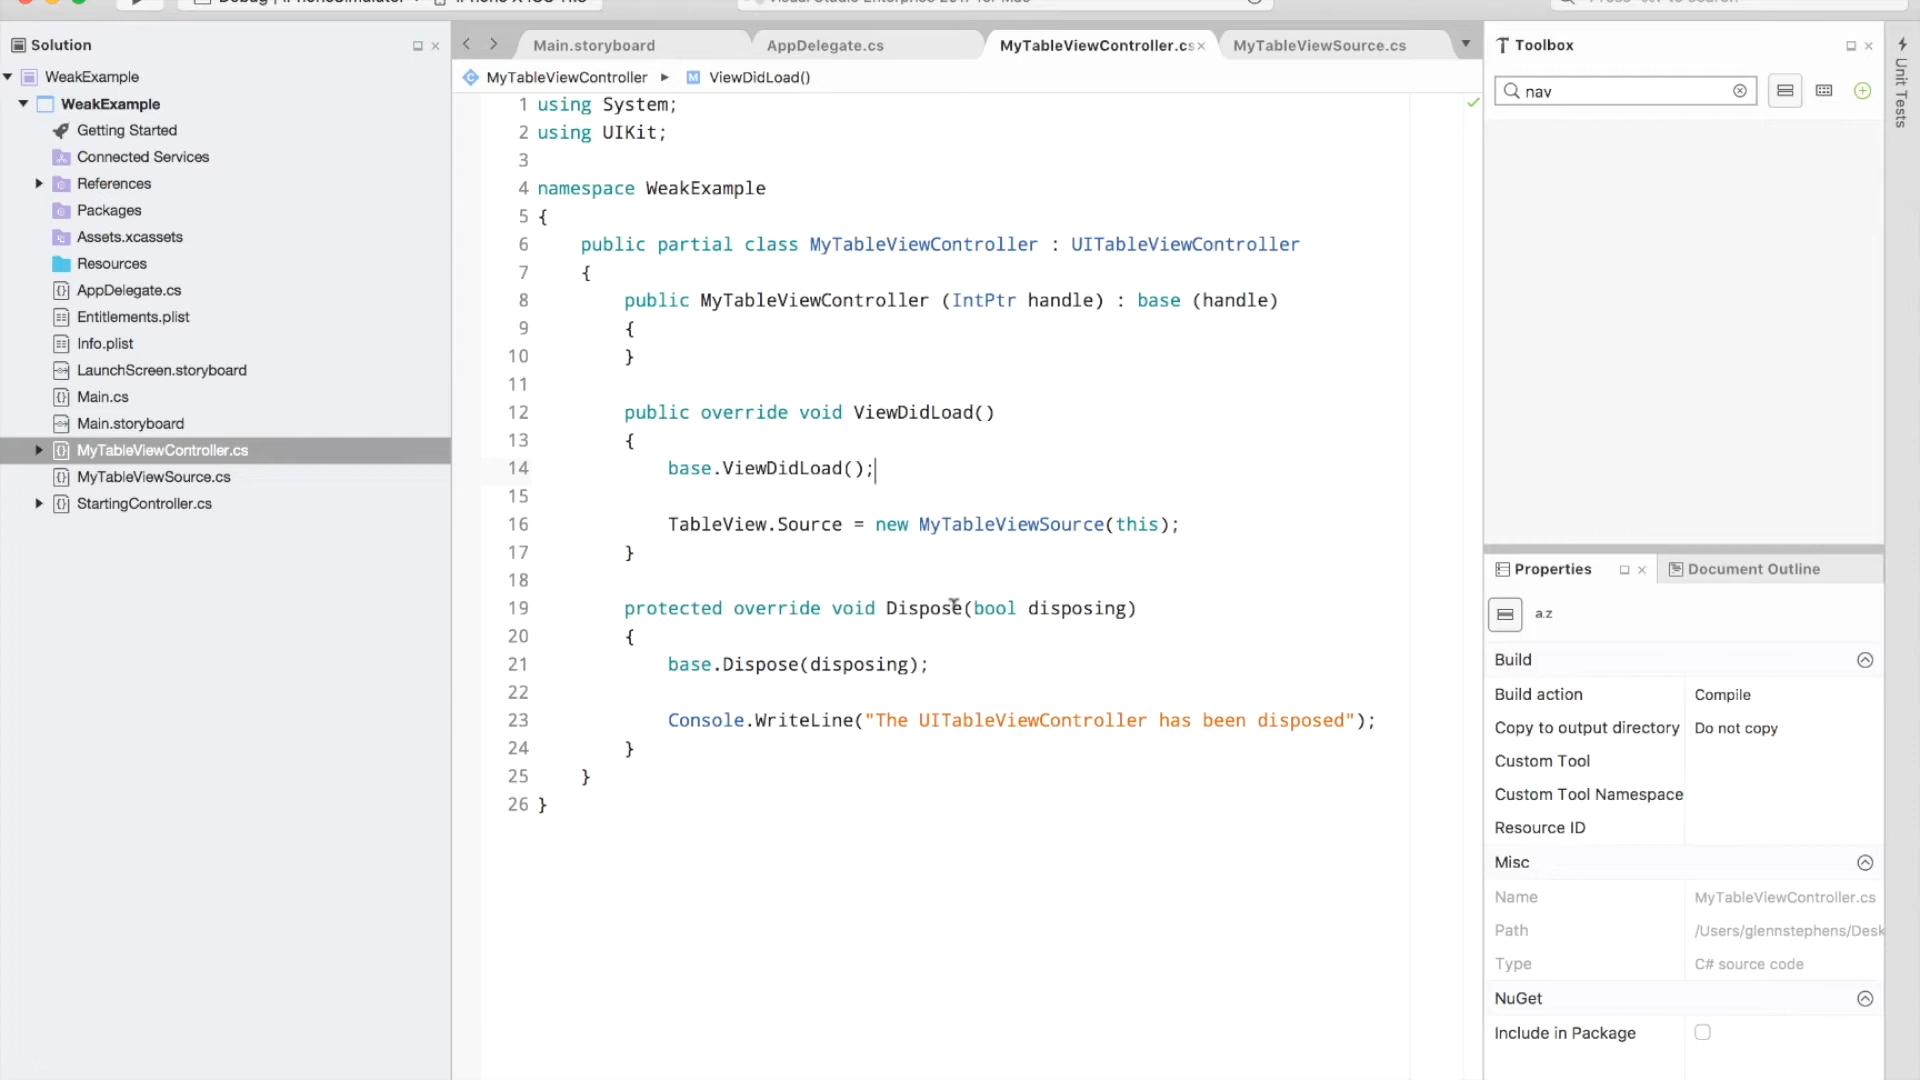 Solution
WeakExample
WeakExample
Getting Started
Connected Services
References
Packages
Assets.xcassets
Resources
AppDelegate.cs
Entitlements.plist
Info.plist
LaunchScreen.storyboard
Main.cs
Main.storyboard
MyTableViewController.cs
MyTableViewSource.cs
StartingController.cs
Main.storyboard
AppDelegate.cs
MyTableViewController.cs
MyTableViewSource.cs
MyTableViewController
ViewDidLoad()
1 using System;
2 using UIKit;
3
4 namespace WeakExample
5 {
6 public partial class MyTableViewController : UITableViewController
7 {
8 public MyTableViewController (IntPtr handle) : base (handle)
9 {
10 }
11
12 public override void ViewDidLoad()
13 {
14 base.ViewDidLoad();
15
16 TableView.Source = new MyTableViewSource(this);
17 }
18
19 protected override void Dispose(bool disposing)
20 {
21 base.Dispose(disposing);
22
23 Console.WriteLine("The UITableViewController has been disposed");
24 }
25 }
26 }
Toolbox
nav
Unit Tests
Properties
Document Outline
a z
Build
Build action Compile
Copy to output directory Do not copy
Custom Tool
Custom Tool Namespace
Resource ID
Misc
Name MyTableViewController.cs
Path /Users/glennstephens/Desk
Type C# source code
NuGet
Include in Package